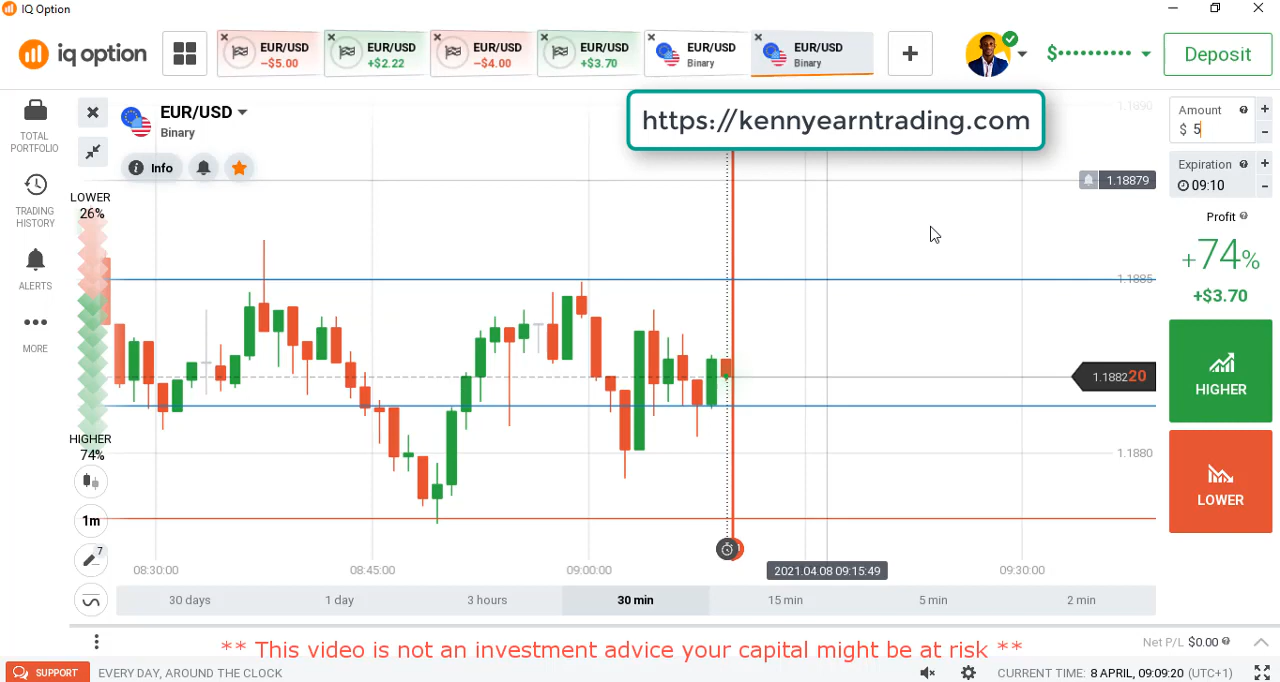 IQ Option
iq option
EUR/USD
−$5.00
EUR/USD
+$2.22
EUR/USD
−$4.00
EUR/USD
+$3.70
EUR/USD
Binary
EUR/USD
Binary
$••••••••••
Deposit
https://kennyearntrading.com
TOTAL
PORTFOLIO
TRADING
HISTORY
ALERTS
MORE
EUR/USD
Binary
Info
LOWER
26%
HIGHER
74%
1m
7
1.1890
1.18879
1.1885
1.188220
1.1880
08:30:00
08:45:00
09:00:00
2021.04.08 09:15:49
09:30:00
30 days
1 day
3 hours
30 min
15 min
5 min
2 min
Amount
$ 5
Expiration
09:10
Profit
+74%
+$3.70
HIGHER
LOWER
Net P/L $0.00
** This video is not an investment advice your capital might be at risk **
SUPPORT
EVERY DAY, AROUND THE CLOCK
CURRENT TIME: 8 APRIL, 09:09:20 (UTC+1)